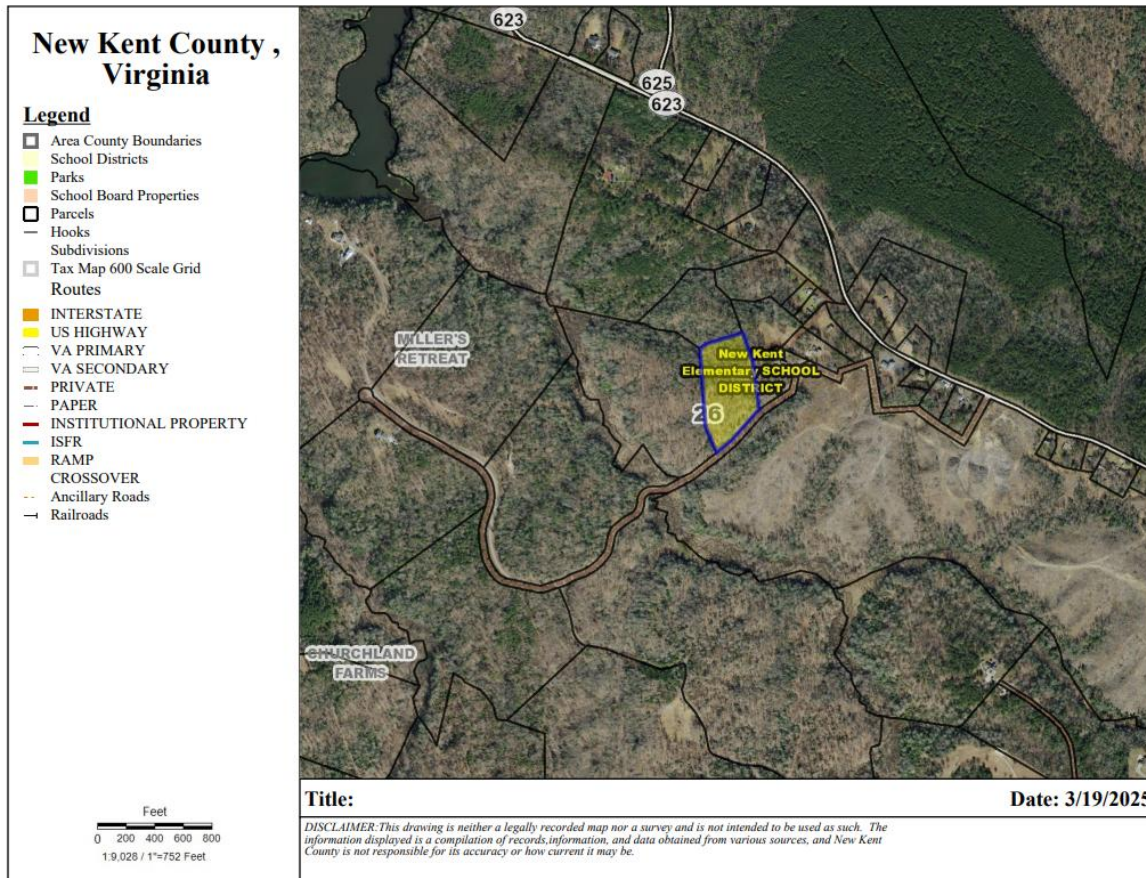 New Kent County ,
Virginia
Legend
Area County Boundaries
School Districts
Parks
School Board Properties
Parcels
Hooks
Subdivisions
Tax Map 600 Scale Grid
Routes
INTERSTATE
US HIGHWAY
VA PRIMARY
VA SECONDARY
PRIVATE
PAPER
INSTITUTIONAL PROPERTY
ISFR
RAMP
CROSSOVER
Ancillary Roads
Railroads
Feet
0 200 400 600 800
1:9,028 / 1"=752 Feet
623
625
623
MILLER'S
RETREAT
New Kent
Elementary SCHOOL
DISTRICT
26
CHURCHLAND
FARMS
Title:
Date: 3/19/2025
DISCLAIMER:This drawing is neither a legally recorded map nor a survey and is not intended to be used as such. The
information displayed is a compilation of records,information, and data obtained from various sources, and New Kent
County is not responsible for its accuracy or how current it may be.